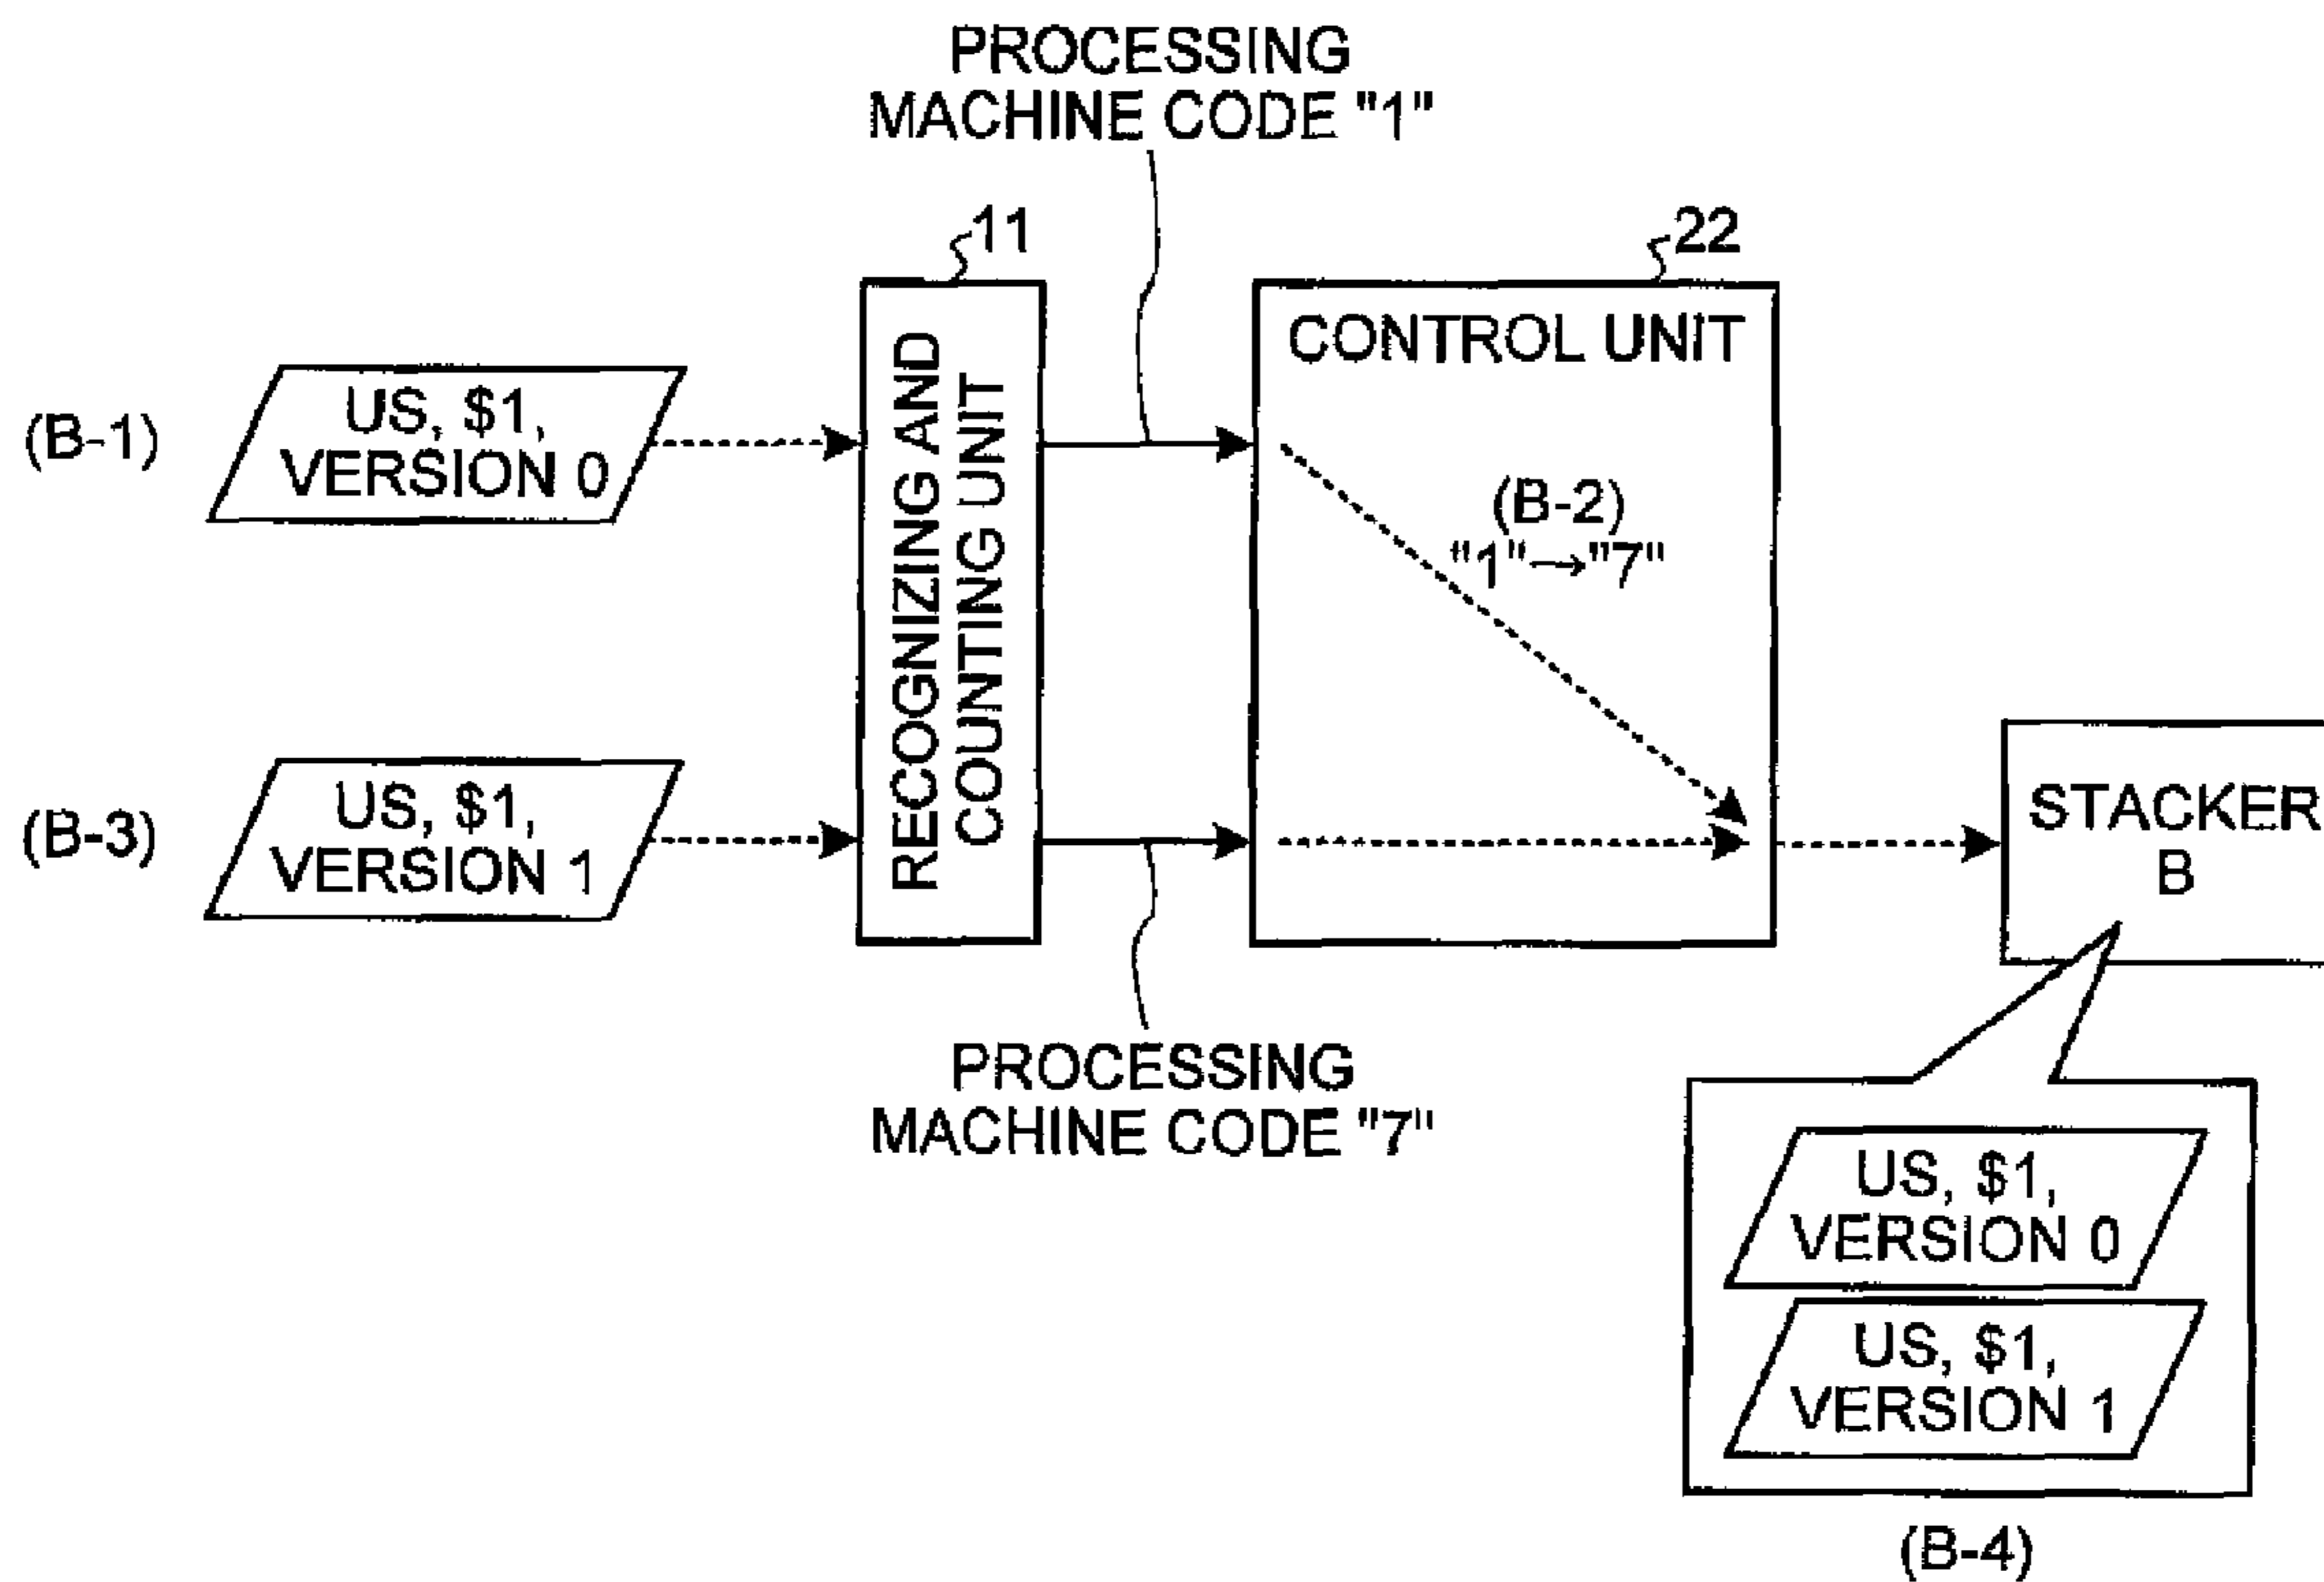 PROCESSING
MACHINE CODE "1"
11
22
(B-1)
US, $1,
VERSION 0
RECOGNIZING AND
COUNTING UNIT
CONTROL UNIT
(B-2)
"1"→"7"
(B-3)
US, $1,
VERSION 1
STACKER
B
PROCESSING
MACHINE CODE "7"
US, $1,
VERSION 0
US, $1,
VERSION 1
(B-4)